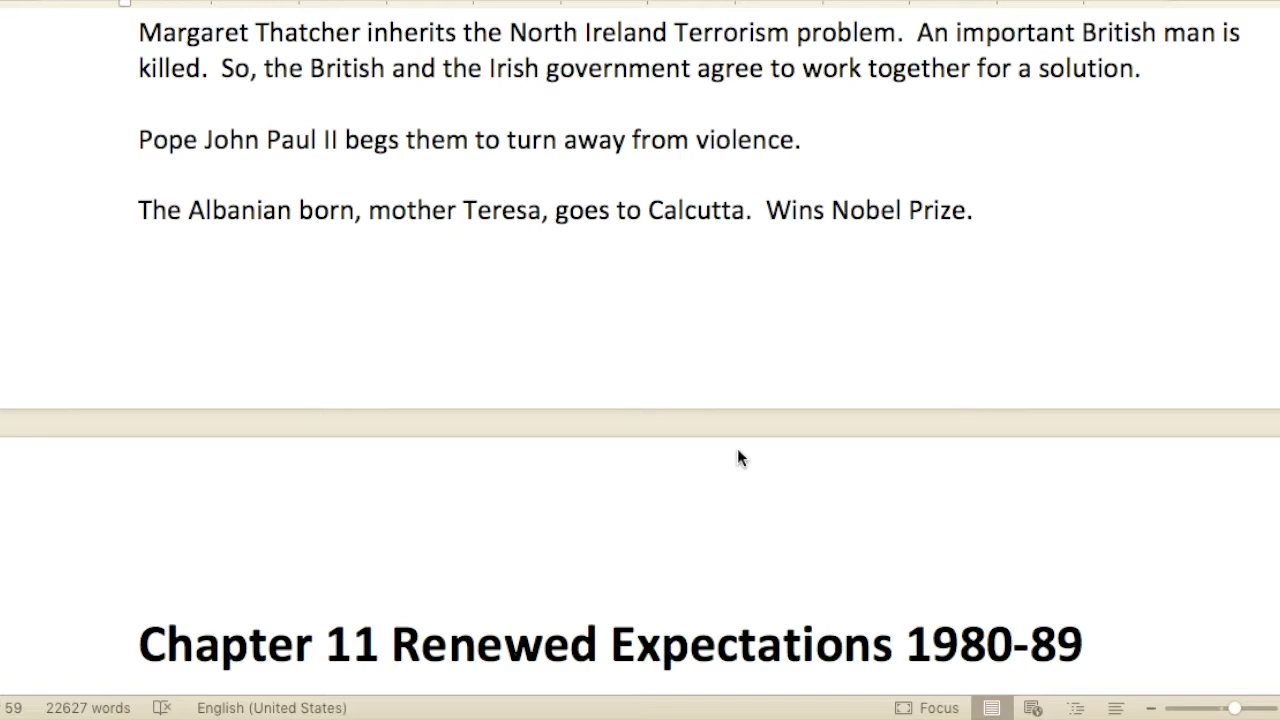 Margaret Thatcher inherits the North Ireland Terrorism problem.  An important British man is
killed.  So, the British and the Irish government agree to work together for a solution.
Pope John Paul II begs them to turn away from violence.
The Albanian born, mother Teresa, goes to Calcutta.  Wins Nobel Prize.
Chapter 11 Renewed Expectations 1980-89
59 22627 words English (United States) Focus